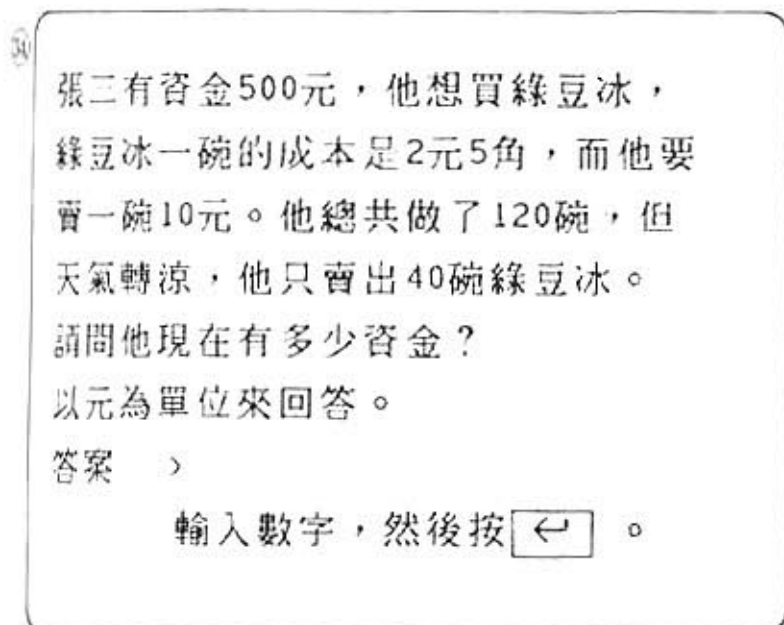 張三有資金500元，他想買綠豆冰，
綠豆冰一碗的成本是2元5角，而他要
賣一碗10元。他總共做了120碗，但
天氣轉涼，他只賣出40碗綠豆冰。
請問他現在有多少資金？
以元為單位來回答。
答案　>
輸入數字，然後按 ↵ 。